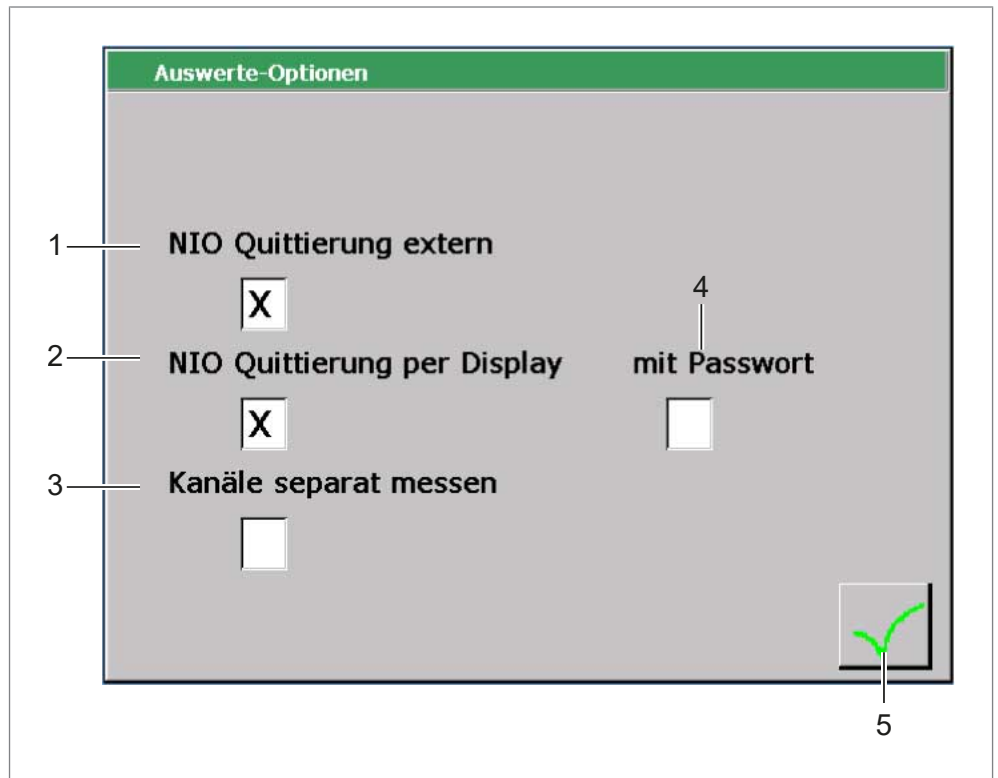 Auswerte-Optionen
1 NIO Quittierung extern
X
4
2 NIO Quittierung per Display mit Passwort
X
3 Kanäle separat messen
5